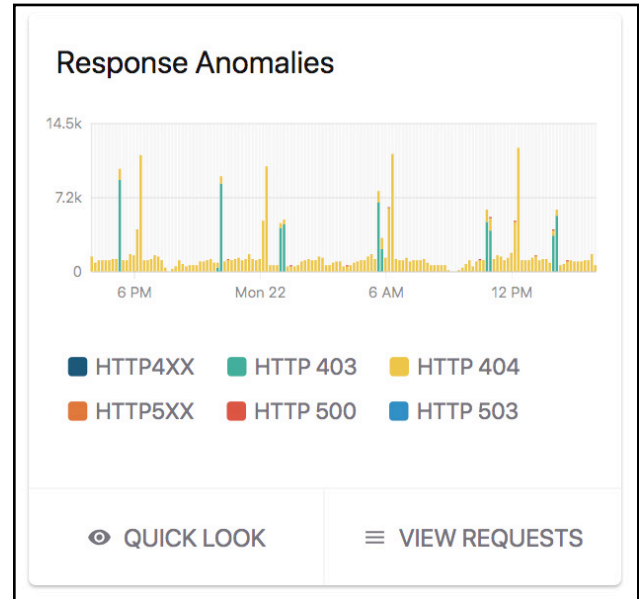 Response Anomalies
14.5k
7.2k
0
6 PM Mon 22 6 AM 12 PM
HTTP4XX HTTP 403 HTTP 404
HTTP5XX HTTP 500 HTTP 503
QUICK LOOK VIEW REQUESTS